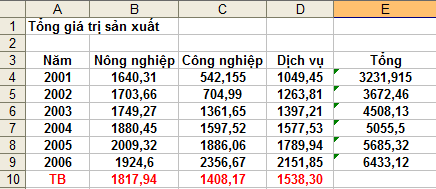 A B C D E
1 Tổng giá trị sản xuất
2
3 Năm Nông nghiệp Công nghiệp Dịch vụ Tổng
4 2001 1640,31 542,155 1049,45 3231,915
5 2002 1703,66 704,99 1263,81 3672,46
6 2003 1749,27 1361,65 1397,21 4508,13
7 2004 1880,45 1597,52 1577,53 5055,5
8 2005 2009,32 1886,06 1789,94 5685,32
9 2006 1924,6 2356,67 2151,85 6433,12
10 TB 1817,94 1408,17 1538,30